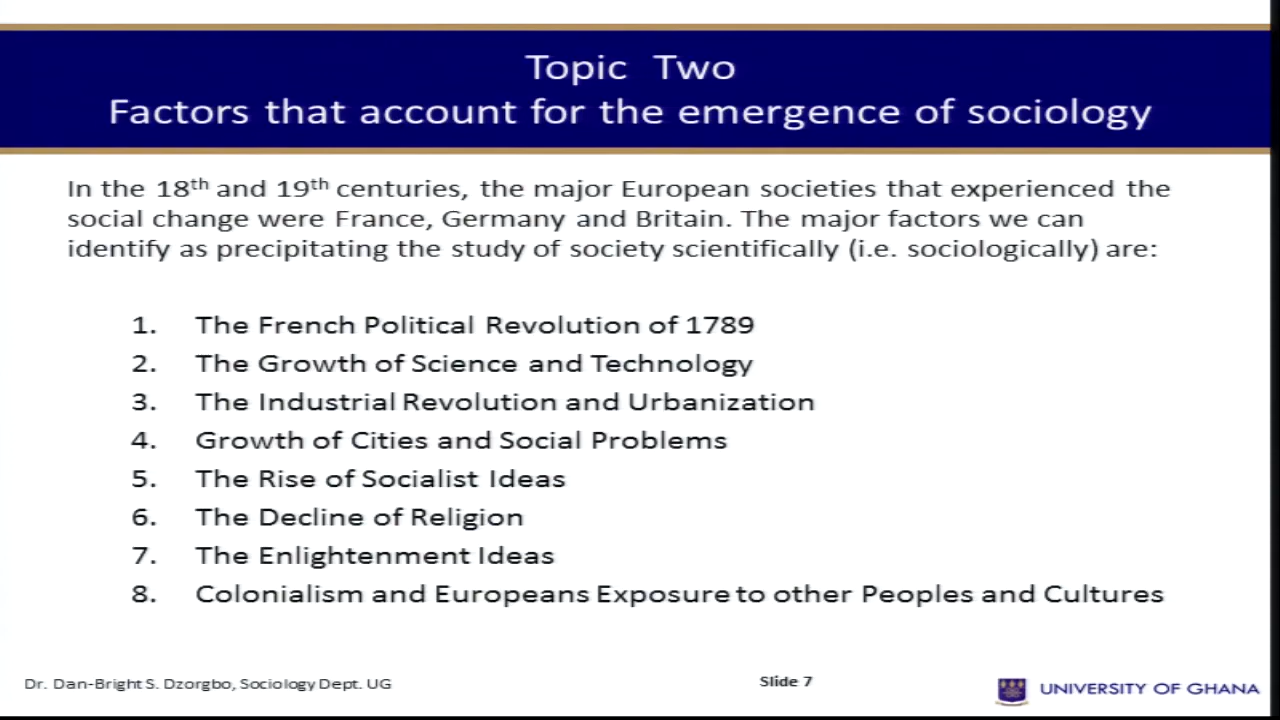 Topic Two
Factors that account for the emergence of sociology
In the 18th and 19th centuries, the major European societies that experienced the
social change were France, Germany and Britain. The major factors we can
identify as precipitating the study of society scientifically (i.e. sociologically) are:
1. The French Political Revolution of 1789
2. The Growth of Science and Technology
3. The Industrial Revolution and Urbanization
4. Growth of Cities and Social Problems
5. The Rise of Socialist Ideas
6. The Decline of Religion
7. The Enlightenment Ideas
8. Colonialism and Europeans Exposure to other Peoples and Cultures
Dr. Dan-Bright S. Dzorgbo, Sociology Dept. UG
Slide 7
UNIVERSITY OF GHANA